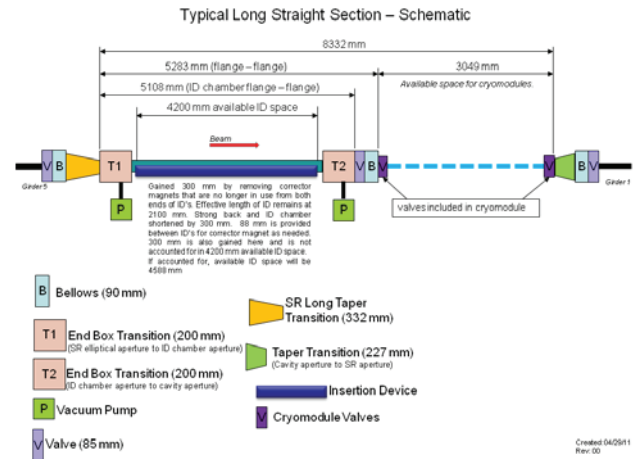 Typical Long Straight Section – Schematic
8332 mm
5283 mm (flange – flange)
3049 mm
5108 mm (ID chamber flange – flange)
Available space for cryomodules.
4200 mm available ID space
Beam
V B T1 T2 V B V V B V
Girder 5
Girder 1
P
P
Gained 300 mm by removing corrector
magnets that are no longer in use from both
ends of ID's. Effective length of ID remains at
2100 mm. Strong back and ID chamber
shortened by 300 mm. 88 mm is provided
between ID's for corrector magnet as needed.
300 mm is also gained here and is not
accounted for in 4200 mm available ID space.
If accounted for, available ID space will be
4588 mm
valves included in cryomodule
B Bellows (90 mm)
T1 End Box Transition (200 mm)
(SR elliptical aperture to ID chamber aperture)
T2 End Box Transition (200 mm)
(ID chamber aperture to cavity aperture)
P Vacuum Pump
V Valve (85 mm)
SR Long Taper
Transition (332 mm)
Taper Transition (227 mm)
(Cavity aperture to SR aperture)
Insertion Device
V Cryomodule Valves
Created 04/29/11
Rev: 00